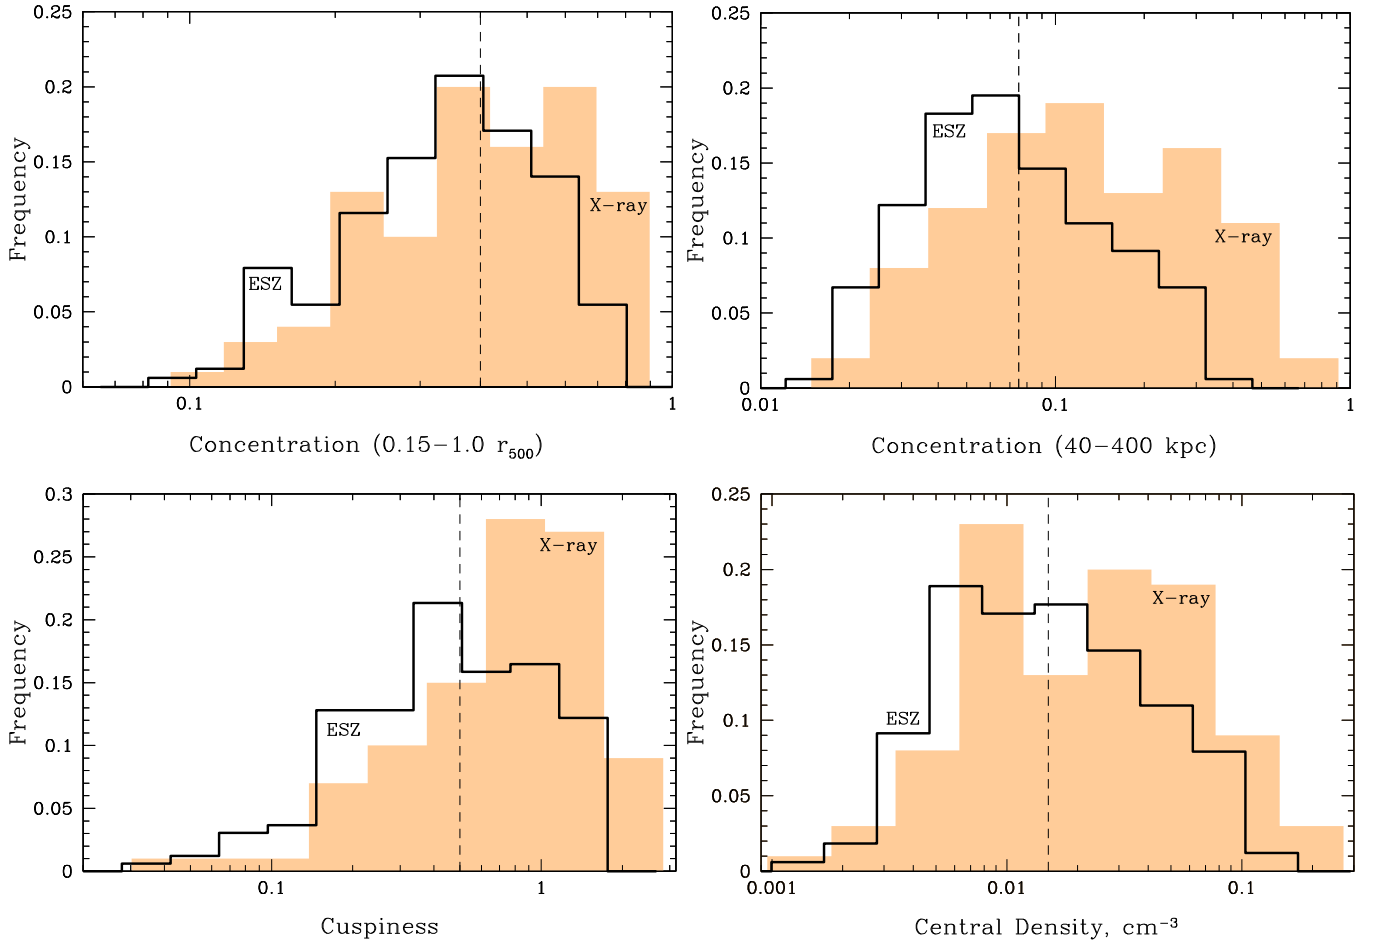 0.25
0.2
0.15
0.1
0.05
0
Frequency
ESZ
X-ray
0.1 1
Concentration (0.15−1.0 r500)
0.25
0.2
0.15
0.1
0.05
0
Frequency
ESZ
X-ray
0.01 0.1 1
Concentration (40−400 kpc)
0.3
0.25
0.2
0.15
0.1
0.05
0
Frequency
X-ray
ESZ
0.1 1
Cuspiness
0.25
0.2
0.15
0.1
0.05
0
Frequency
X-ray
ESZ
0.001 0.01 0.1
Central Density, cm−3